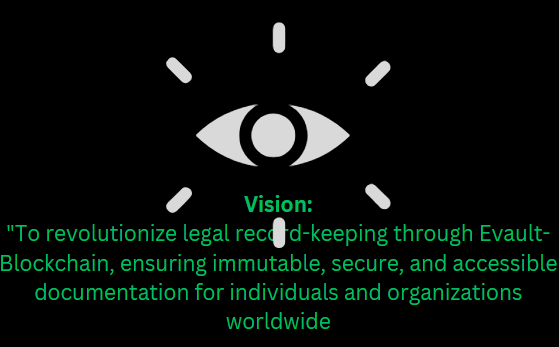 Vision:
"To revolutionize legal record-keeping through Evault-
Blockchain, ensuring immutable, secure, and accessible
documentation for individuals and organizations
worldwide